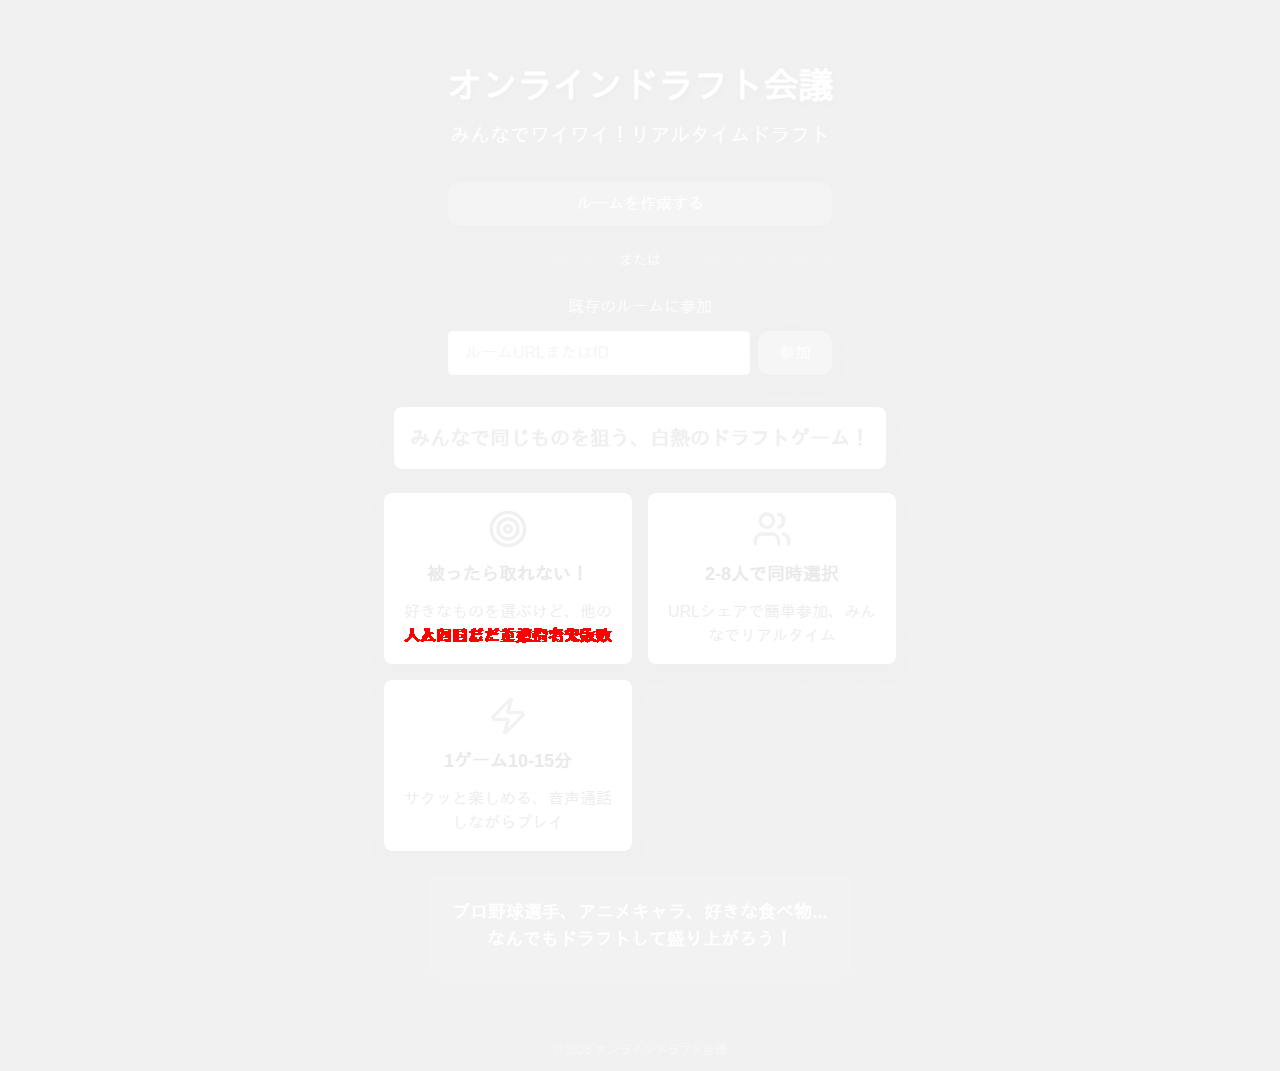 オンラインドラフト会議
みんなでワイワイ！リアルタイムドラフト
ルームを作成する
または
既存のルームに参加
ルームURLまたはID
参加
みんなで同じものを狙う、白熱のドラフトゲーム！
被ったら取れない！
好きなものを選ぶけど、他の
2-8人で同時選択
URLシェアで簡単参加、みん
なでリアルタイム
1ゲーム10-15分
サクッと楽しめる、音声通話
しながらプレイ
プロ野球選手、アニメキャラ、好きな食べ物...
なんでもドラフトして盛り上がろう！
オンラインドラフト会議